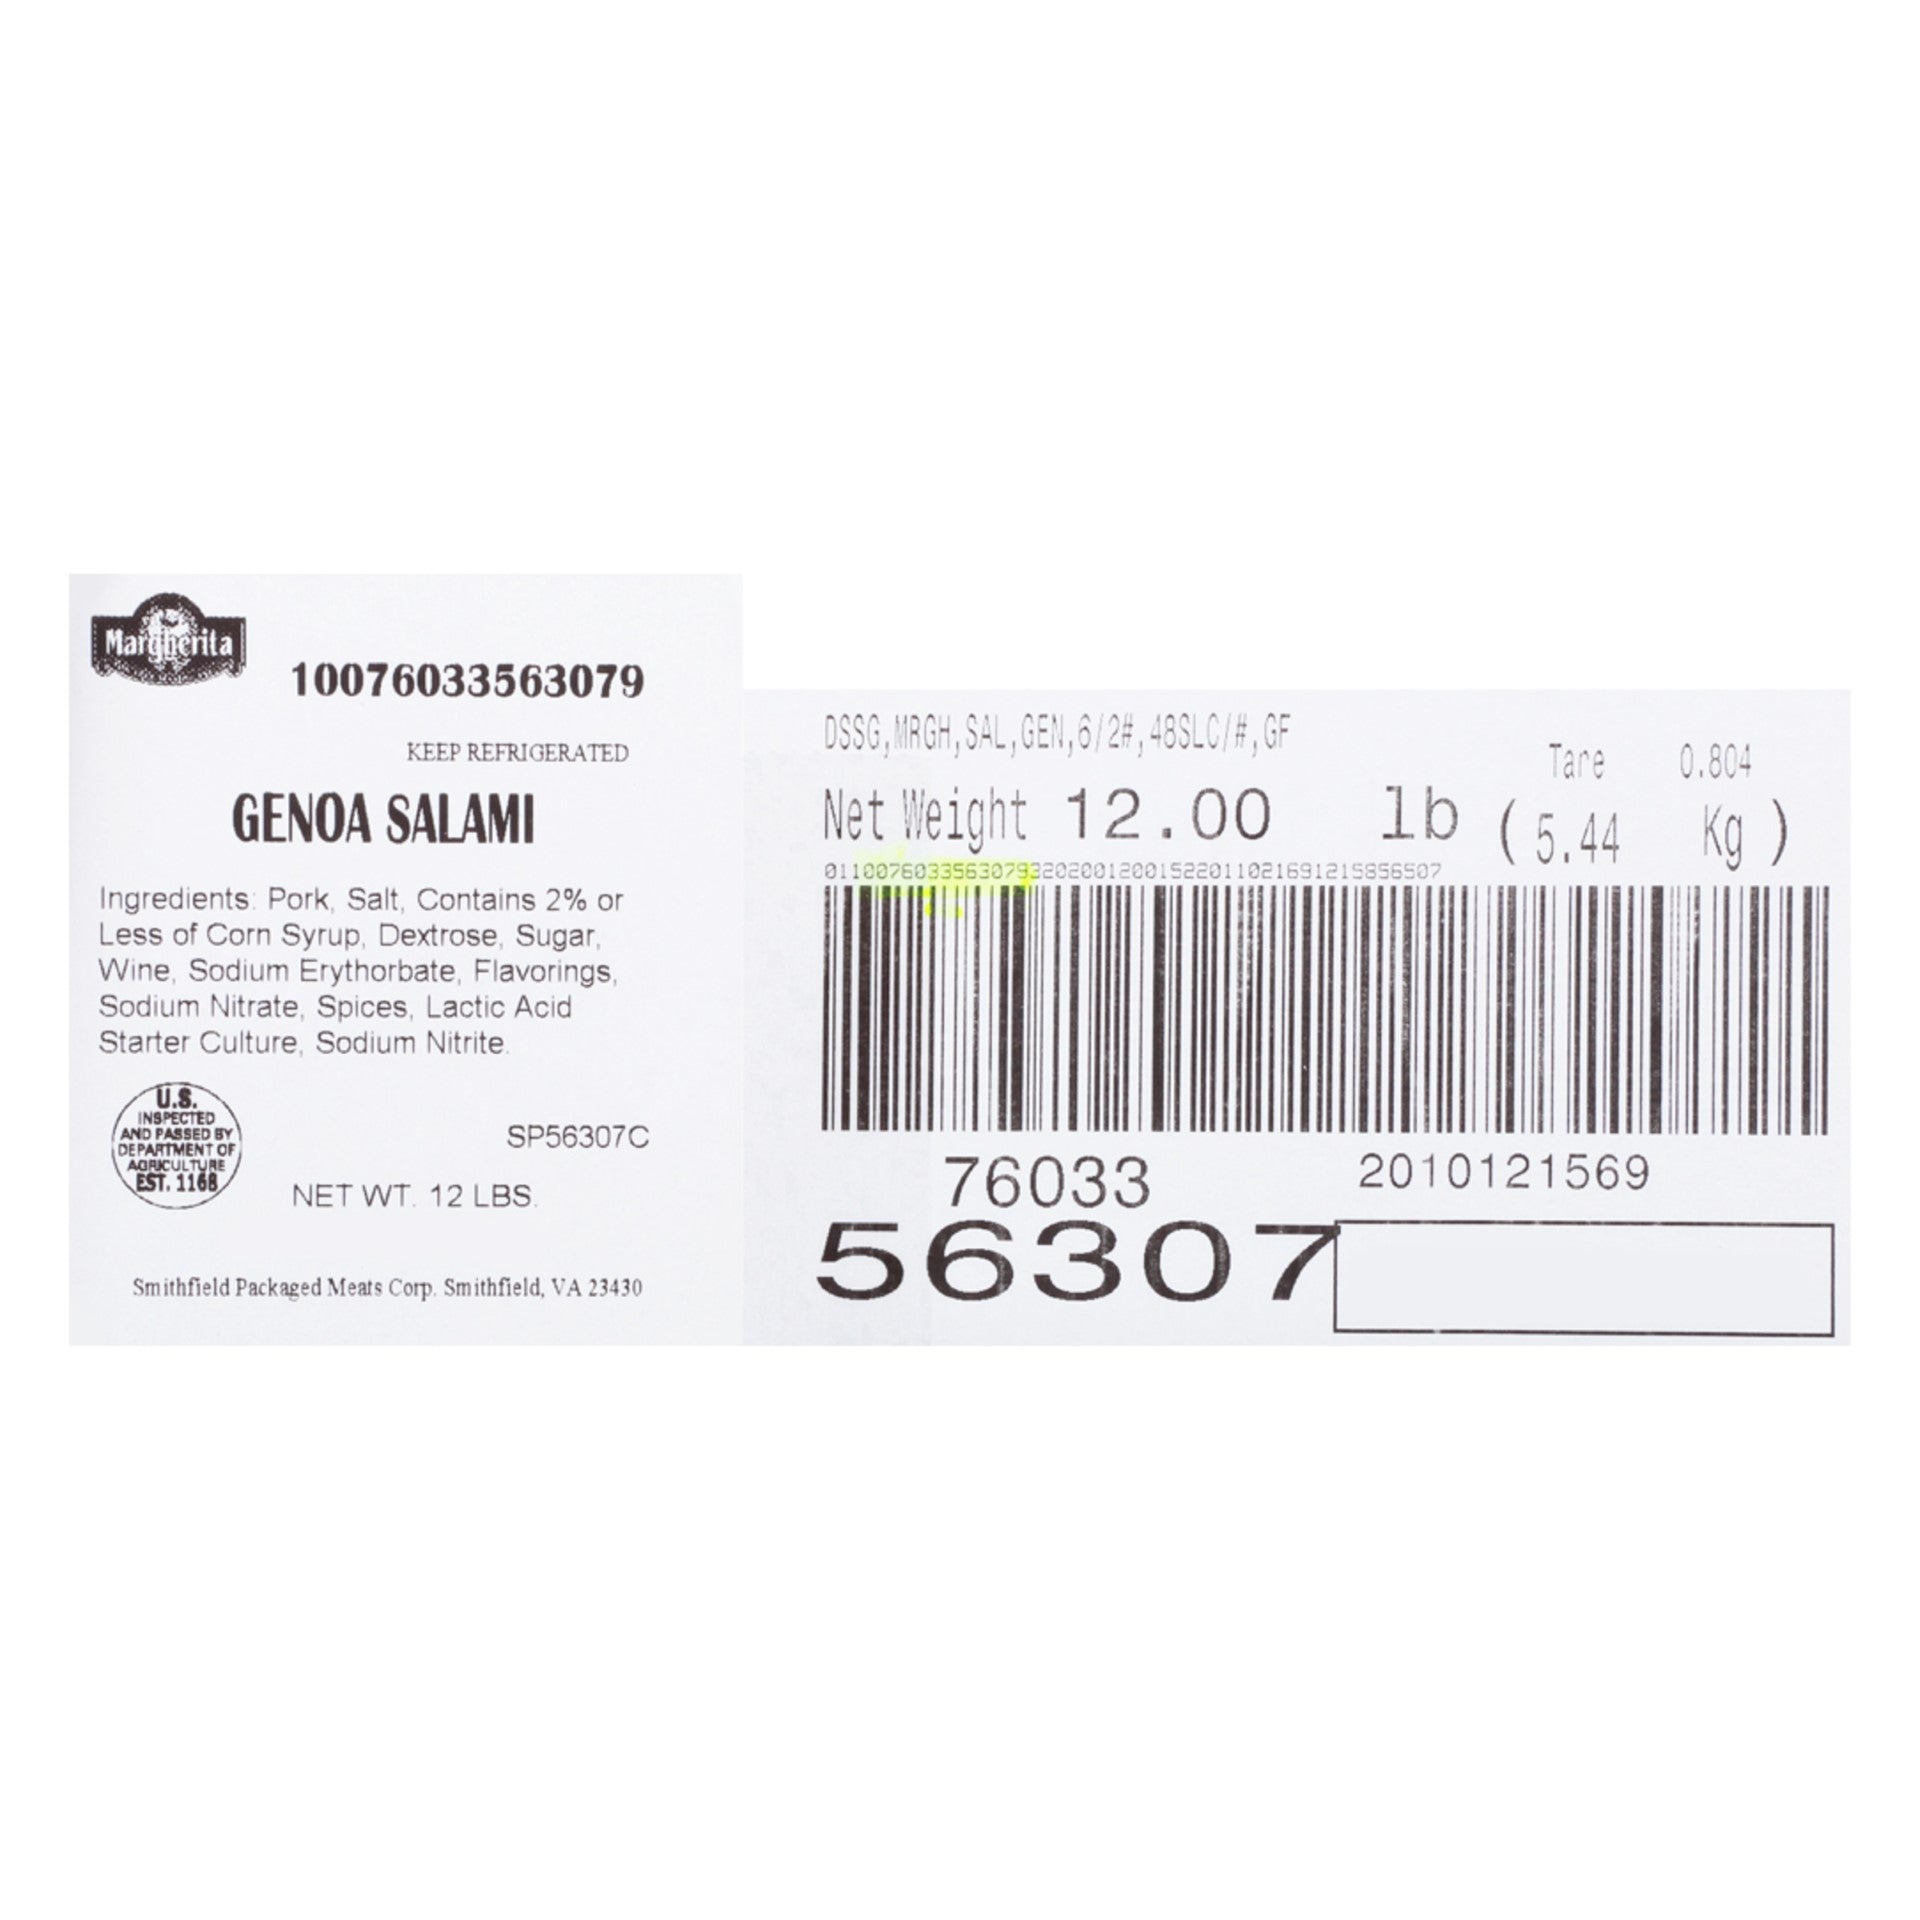 Margherita
10076033563079
KEEP REFRIGERATED
GENOA SALAMI
Ingredients: Pork, Salt, Contains 2% or
Less of Corn Syrup, Dextrose, Sugar,
Wine, Sodium Erythorbate, Flavorings,
Sodium Nitrate, Spices, Lactic Acid
Starter Culture, Sodium Nitrite.
U.S.
INSPECTED
AND PASSED BY
DEPARTMENT OF
AGRICULTURE
EST. 1168
SP56307C
NET WT. 12 LBS.
Smithfield Packaged Meats Corp. Smithfield, VA 23430
DSSG,MRGH,SAL,GEN,6/2#,48SLC/#,GF
Tare 0.804
Net Weight 12.00 lb ( 5.44 Kg )
011007603356307932020012001522011021691215856507
76033
2010121569
56307